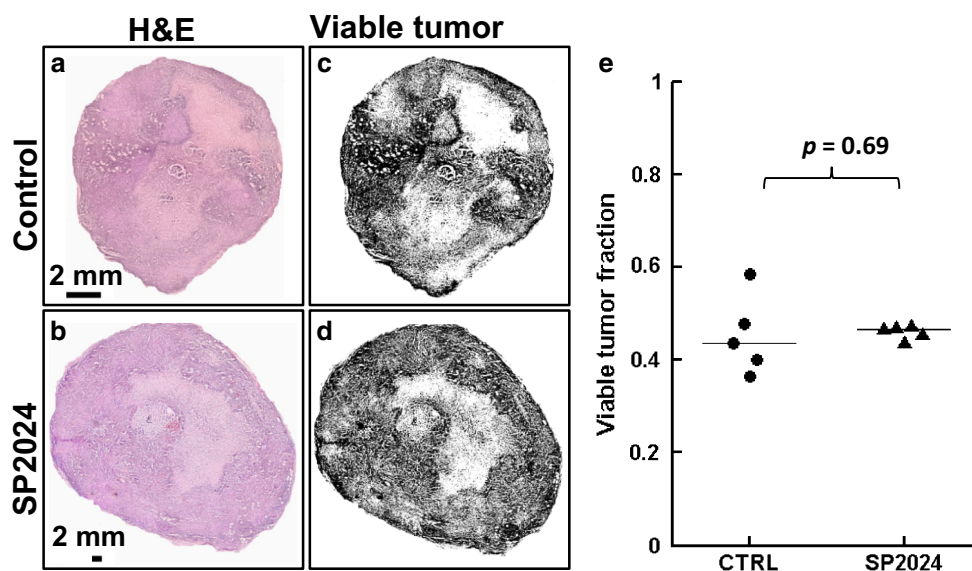 H&E
Viable tumor
a
c
Control
2 mm
b
d
SP2024
2 mm
e
1
p = 0.69
0.8
0.6
Viable tumor fraction
0.4
0.2
0
CTRL
SP2024